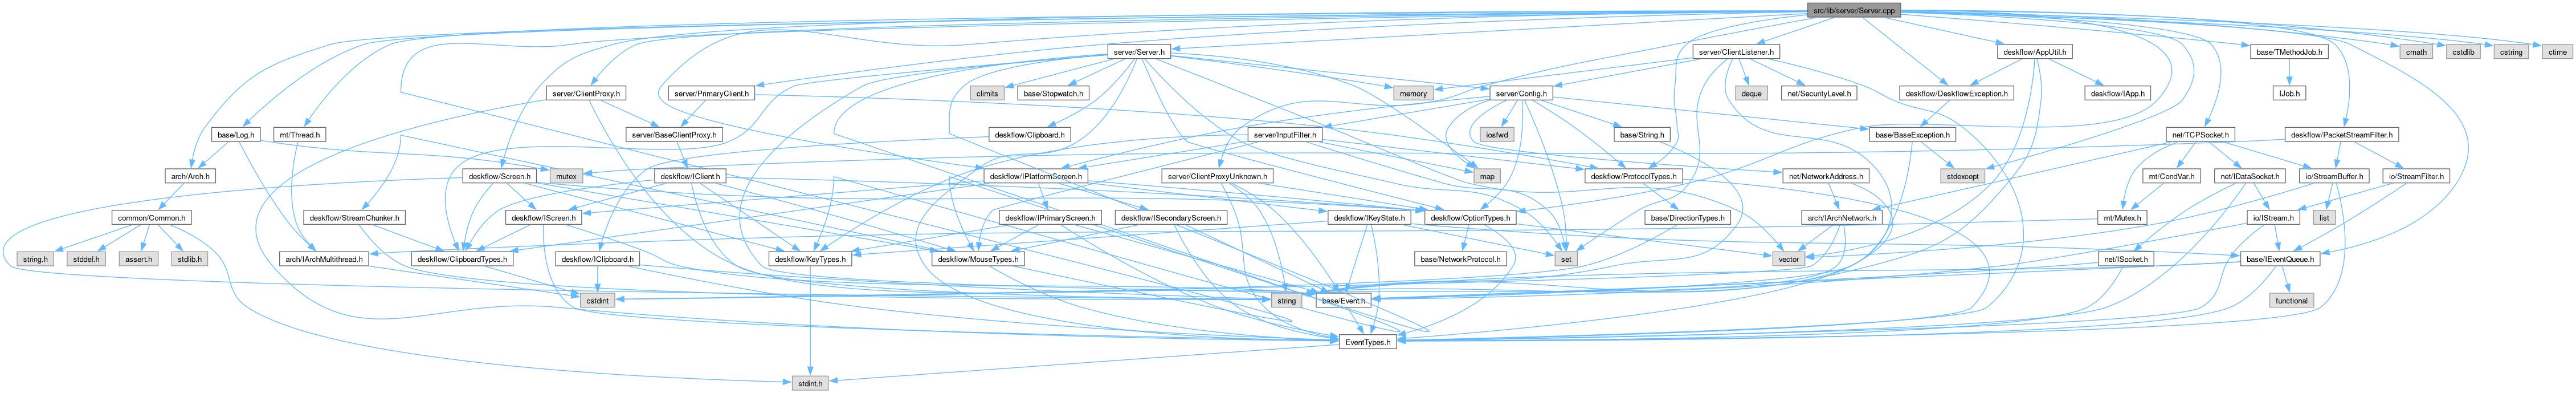 src/lib/server/Server.cpp
server/Server.h
server/ClientListener.h
deskflow/AppUtil.h
base/TMethodJob.h
cmath
cstdlib
cstring
ctime
server/ClientProxy.h
server/PrimaryClient.h
climits
base/Stopwatch.h
memory
server/Config.h
deque
net/SecurityLevel.h
deskflow/DeskflowException.h
deskflow/IApp.h
IJob.h
base/Log.h
mt/Thread.h
server/BaseClientProxy.h
deskflow/Clipboard.h
server/InputFilter.h
iosfwd
base/String.h
base/BaseException.h
net/TCPSocket.h
deskflow/PacketStreamFilter.h
arch/Arch.h
deskflow/Screen.h
mutex
deskflow/IClient.h
deskflow/IPlatformScreen.h
server/ClientProxyUnknown.h
map
deskflow/ProtocolTypes.h
net/NetworkAddress.h
stdexcept
mt/CondVar.h
net/IDataSocket.h
io/StreamBuffer.h
io/StreamFilter.h
common/Common.h
deskflow/StreamChunker.h
deskflow/IScreen.h
deskflow/IPrimaryScreen.h
deskflow/ISecondaryScreen.h
deskflow/IKeyState.h
deskflow/OptionTypes.h
base/DirectionTypes.h
arch/IArchNetwork.h
mt/Mutex.h
io/IStream.h
list
string.h
stddef.h
assert.h
stdlib.h
arch/IArchMultithread.h
deskflow/ClipboardTypes.h
deskflow/IClipboard.h
deskflow/KeyTypes.h
deskflow/MouseTypes.h
set
base/NetworkProtocol.h
vector
net/ISocket.h
base/IEventQueue.h
cstdint
string
base/Event.h
functional
EventTypes.h
stdint.h